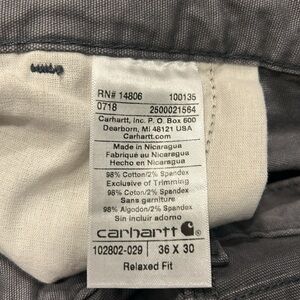 RN# 14806 100135
0718 2500021564
Carhartt, Inc. P.O. Box 600
Dearborn, MI 48121 USA
Carhartt.com
Made in Nicaragua
Fabriqué au Nicaragua
Hecho en Nicaragua
98% Cotton/2% Spandex
Exclusive of Trimming
98% Coton/2% Spandex
Sans garniture
98% Algodón/2% Spandex
Sin incluir adorno
carhartt
102802-029 36 X 30
Relaxed Fit